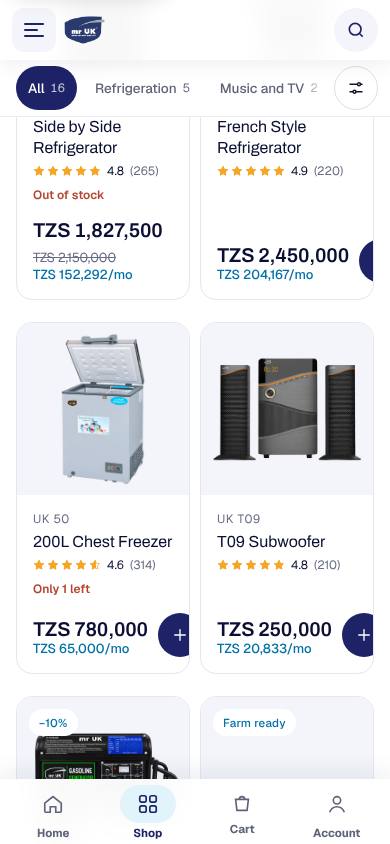 mr UK
All 16
Refrigeration 5
Music and TV 2
Side by Side
Refrigerator
4.8 (265)
Out of stock
TZS 1,827,500
TZS 2,150,000
TZS 152,292/mo
French Style
Refrigerator
4.9 (220)
TZS 2,450,000
TZS 204,167/mo
UK 50
200L Chest Freezer
4.6 (314)
Only 1 left
TZS 780,000
TZS 65,000/mo
UK T09
T09 Subwoofer
4.8 (210)
TZS 250,000
TZS 20,833/mo
−10%
mr UK
GASOLINE
Farm ready
Home
Shop
Cart
Account